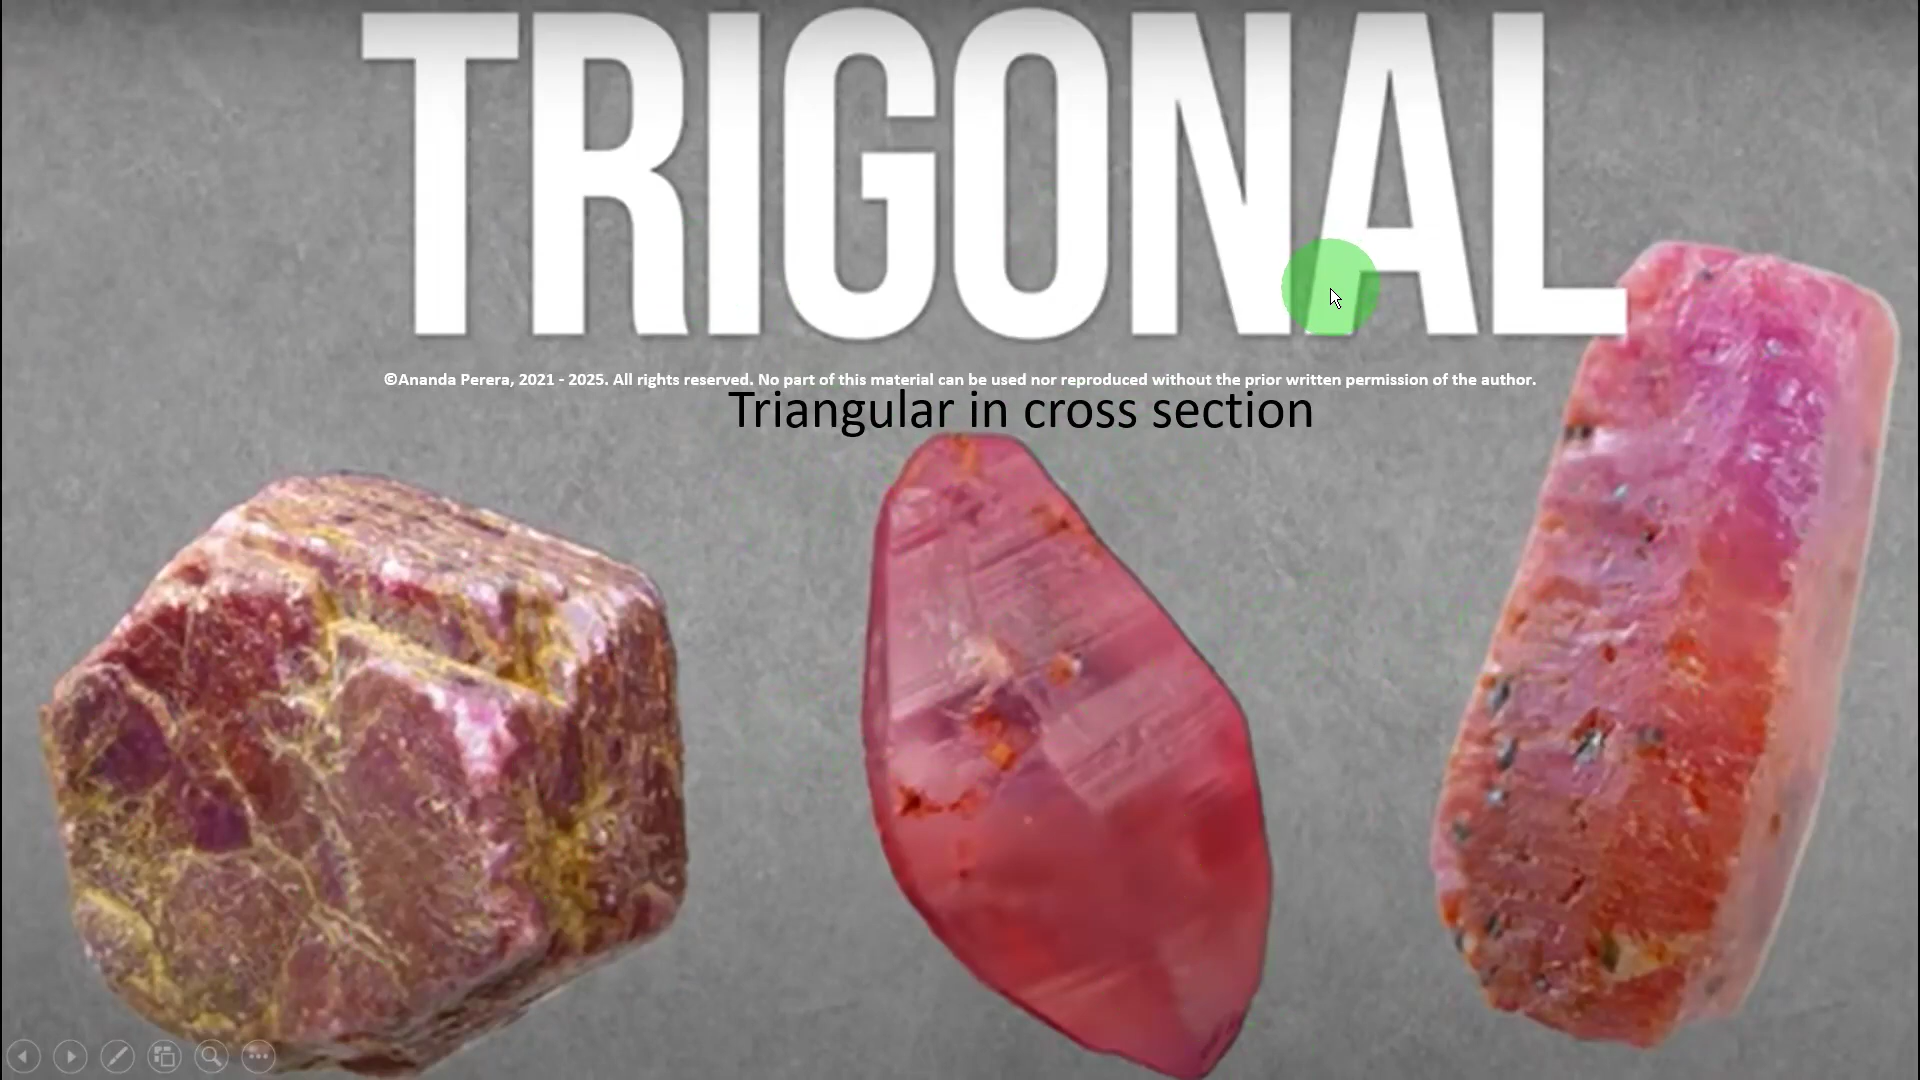 TRIGONAL
©Ananda Perera, 2021 - 2025. All rights reserved. No part of this material can be used nor reproduced without the prior written permission of the author.
Triangular in cross section